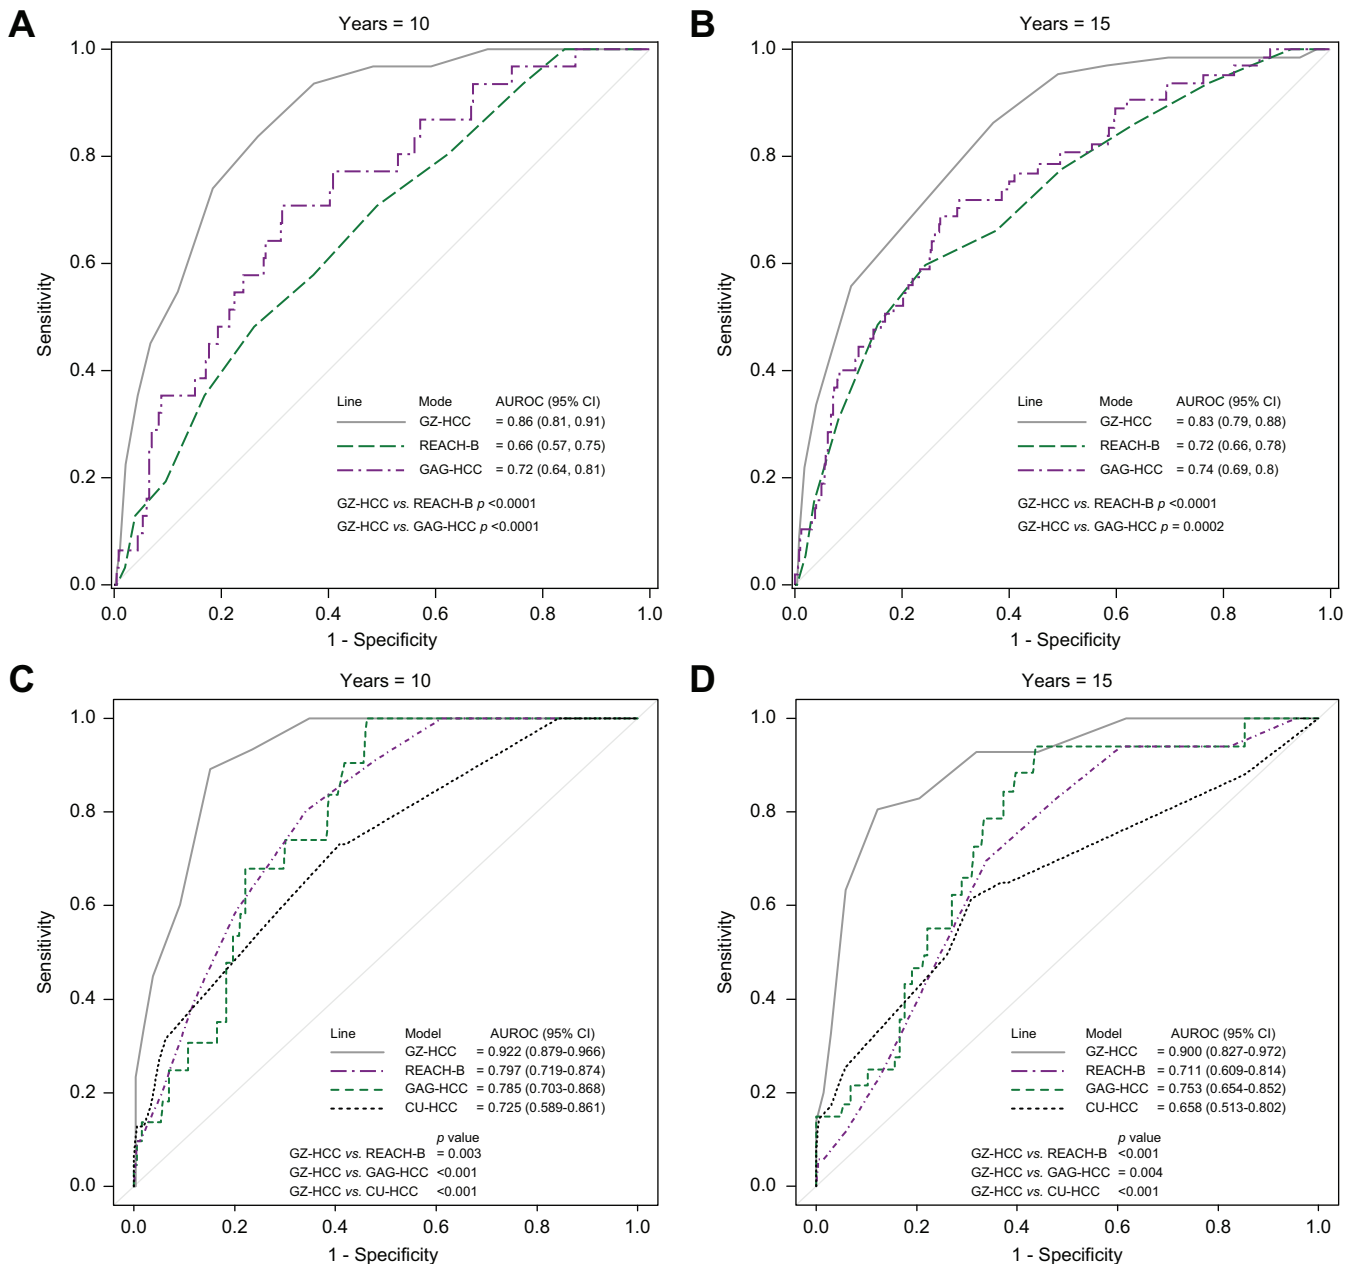 A
Years = 10
1.0
0.8
0.6
0.4
0.2
0.0
Sensitivity
Line Mode AUROC (95% CI)
GZ-HCC = 0.86 (0.81, 0.91)
REACH-B = 0.66 (0.57, 0.75)
GAG-HCC = 0.72 (0.64, 0.81)
GZ-HCC vs. REACH-B p <0.0001
GZ-HCC vs. GAG-HCC p <0.0001
0.0 0.2 0.4 0.6 0.8 1.0
1 - Specificity
B
Years = 15
1.0
0.8
0.6
0.4
0.2
0.0
Sensitivity
Line Mode AUROC (95% CI)
GZ-HCC = 0.83 (0.79, 0.88)
REACH-B = 0.72 (0.66, 0.78)
GAG-HCC = 0.74 (0.69, 0.8)
GZ-HCC vs. REACH-B p <0.0001
GZ-HCC vs. GAG-HCC p = 0.0002
0.0 0.2 0.4 0.6 0.8 1.0
1 - Specificity
C
Years = 10
1.0
0.8
0.6
0.4
0.2
0.0
Sensitivity
Line Model AUROC (95% CI)
GZ-HCC = 0.922 (0.879-0.966)
REACH-B = 0.797 (0.719-0.874)
GAG-HCC = 0.785 (0.703-0.868)
CU-HCC = 0.725 (0.589-0.861)
p value
GZ-HCC vs. REACH-B = 0.003
GZ-HCC vs. GAG-HCC <0.001
GZ-HCC vs. CU-HCC <0.001
0.0 0.2 0.4 0.6 0.8 1.0
1 - Specificity
D
Years = 15
1.0
0.8
0.6
0.4
0.2
0.0
Sensitivity
Line Model AUROC (95% CI)
GZ-HCC = 0.900 (0.827-0.972)
REACH-B = 0.711 (0.609-0.814)
GAG-HCC = 0.753 (0.654-0.852)
CU-HCC = 0.658 (0.513-0.802)
p value
GZ-HCC vs. REACH-B <0.001
GZ-HCC vs. GAG-HCC = 0.004
GZ-HCC vs. CU-HCC <0.001
0.0 0.2 0.4 0.6 0.8 1.0
1 - Specificity